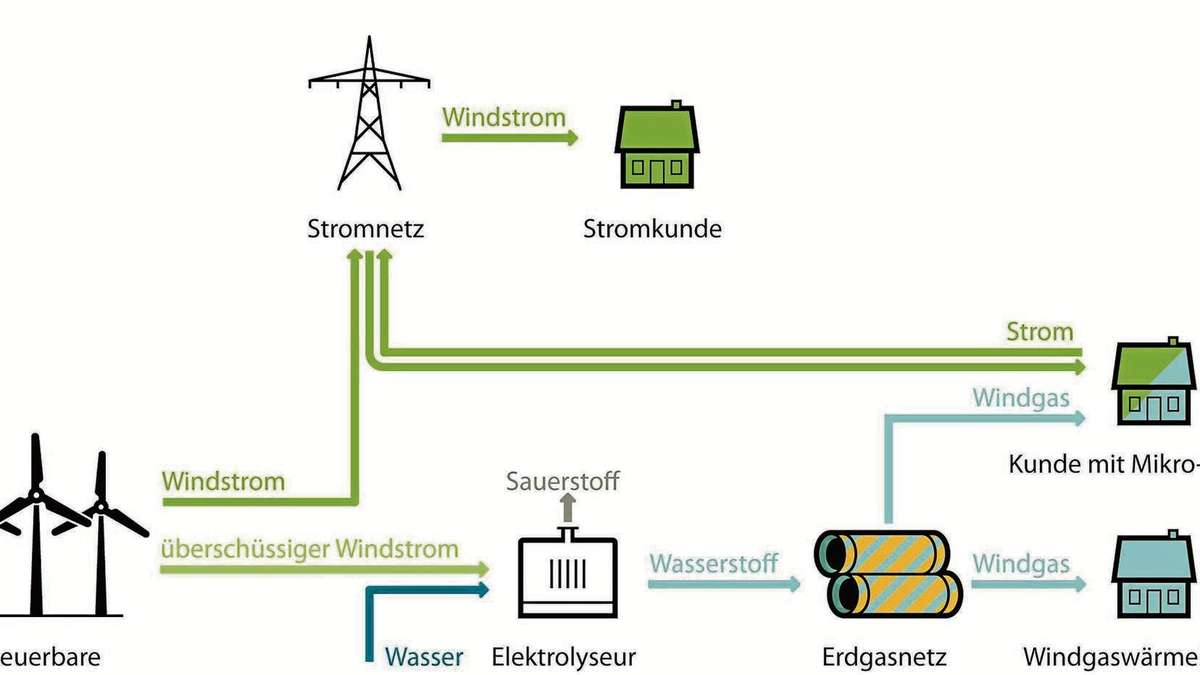 Windstrom
Stromnetz
Stromkunde
Strom
Windgas
Kunde mit Mikro-
Windstrom
Sauerstoff
überschüssiger Windstrom
Wasserstoff
Windgas
euerbare
Wasser
Elektrolyseur
Erdgasnetz
Windgaswärme